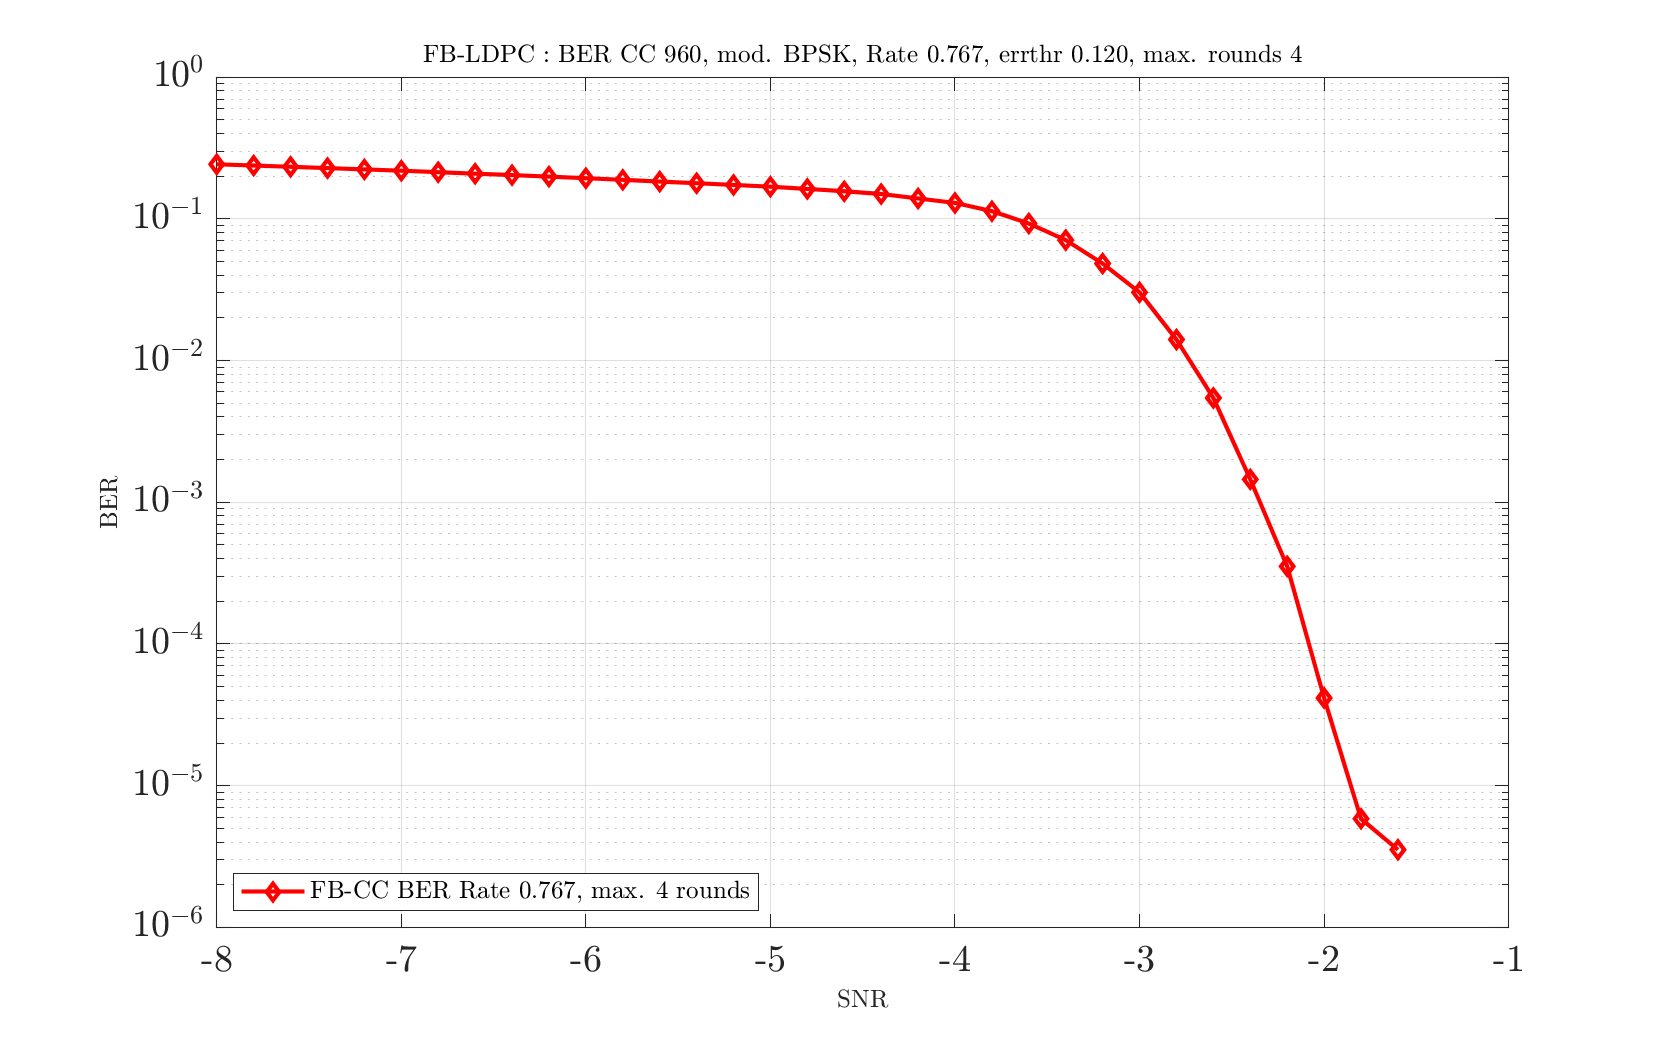 FB-LDPC : BER CC 960, mod. BPSK, Rate 0.767, errthr 0.120, max. rounds 4
10^0
10^-1
10^-2
10^-3
10^-4
10^-5
10^-6
BER
FB-CC BER Rate 0.767, max. 4 rounds
-8 -7 -6 -5 -4 -3 -2 -1
SNR